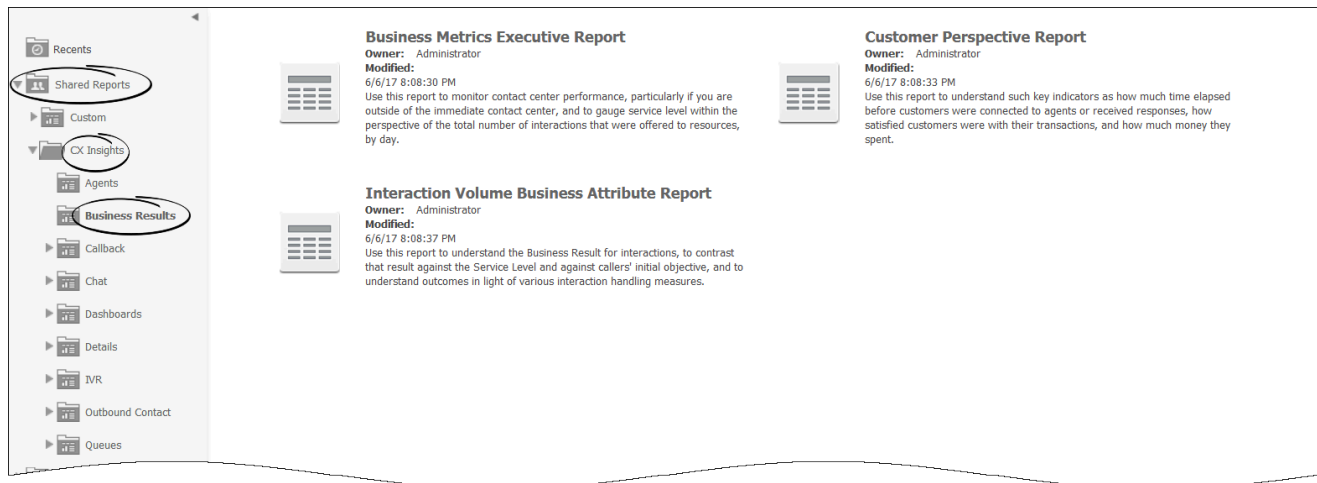 Recents
Shared Reports
Custom
CX Insights
Agents
Business Results
Callback
Chat
Dashboards
Details
IVR
Outbound Contact
Queues
Business Metrics Executive Report
Owner: Administrator
Modified:
6/6/17 8:08:30 PM
Use this report to monitor contact center performance, particularly if you are
outside of the immediate contact center, and to gauge service level within the
perspective of the total number of interactions that were offered to resources,
by day.
Customer Perspective Report
Owner: Administrator
Modified:
6/6/17 8:08:33 PM
Use this report to understand such key indicators as how much time elapsed
before customers were connected to agents or received responses, how
satisfied customers were with their transactions, and how much money they
spent.
Interaction Volume Business Attribute Report
Owner: Administrator
Modified:
6/6/17 8:08:37 PM
Use this report to understand the Business Result for interactions, to contrast
that result against the Service Level and against callers' initial objective, and to
understand outcomes in light of various interaction handling measures.